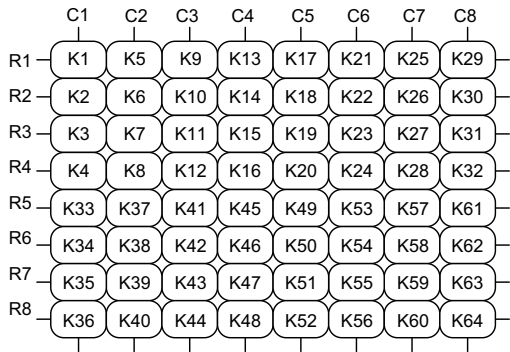 C1 C2 C3 C4 C5 C6 C7 C8
R1 K1 K5 K9 K13 K17 K21 K25 K29
R2 K2 K6 K10 K14 K18 K22 K26 K30
R3 K3 K7 K11 K15 K19 K23 K27 K31
R4 K4 K8 K12 K16 K20 K24 K28 K32
R5 K33 K37 K41 K45 K49 K53 K57 K61
R6 K34 K38 K42 K46 K50 K54 K58 K62
R7 K35 K39 K43 K47 K51 K55 K59 K63
R8 K36 K40 K44 K48 K52 K56 K60 K64